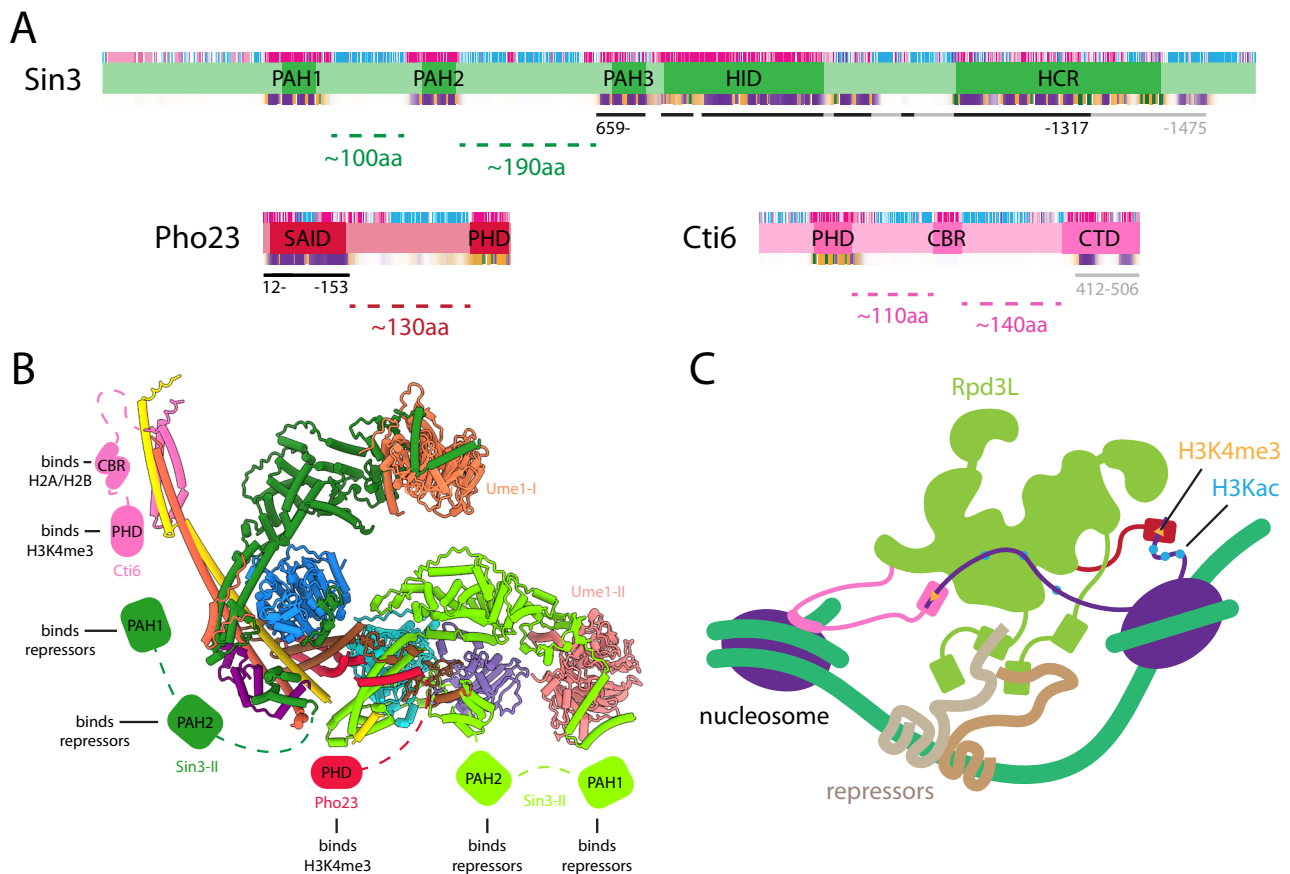 A
Sin3
PAH1
PAH2
PAH3
HID
HCR
659-
-1317
-1475
~100aa
~190aa
Pho23
SAID
PHD
12-
-153
~130aa
Cti6
PHD
CBR
CTD
412-506
~110aa
~140aa
B
binds
H2A/H2B
CBR
binds
H3K4me3
PHD
Cti6
Ume1-I
Ume1-II
binds
repressors
PAH1
binds
repressors
PAH2
Sin3-II
PHD
Pho23
binds
H3K4me3
PAH2
Sin3-II
PAH1
binds
repressors
binds
repressors
C
Rpd3L
H3K4me3
H3Kac
nucleosome
repressors